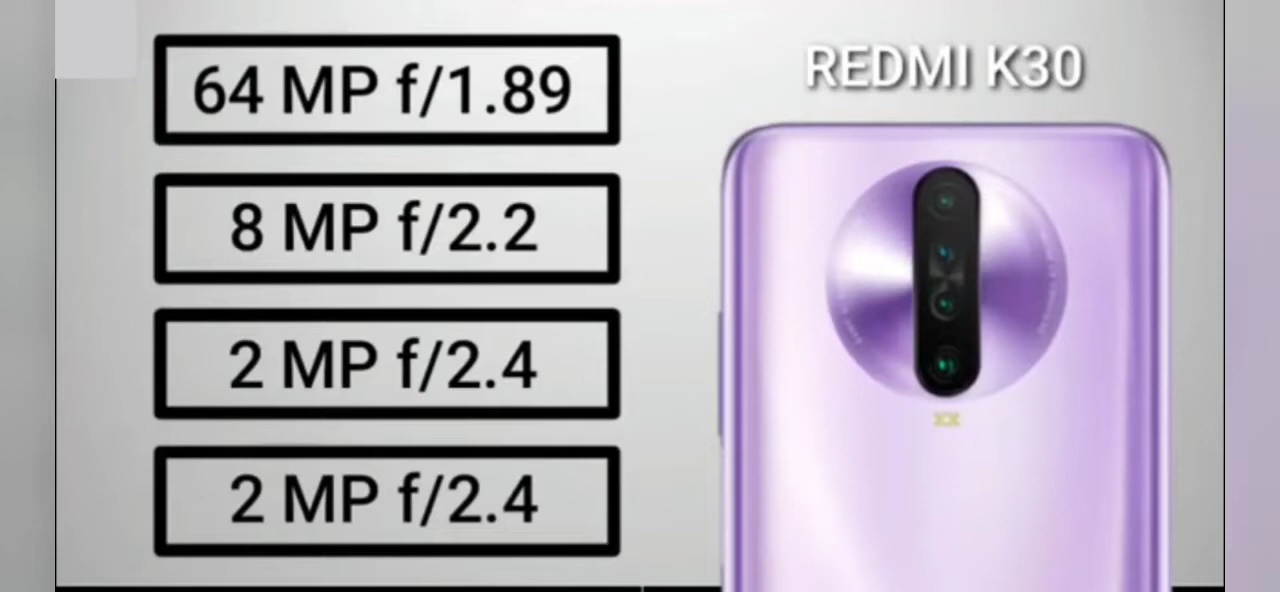 64 MP f/1.89
REDMI K30
8 MP f/2.2
2 MP f/2.4
2 MP f/2.4